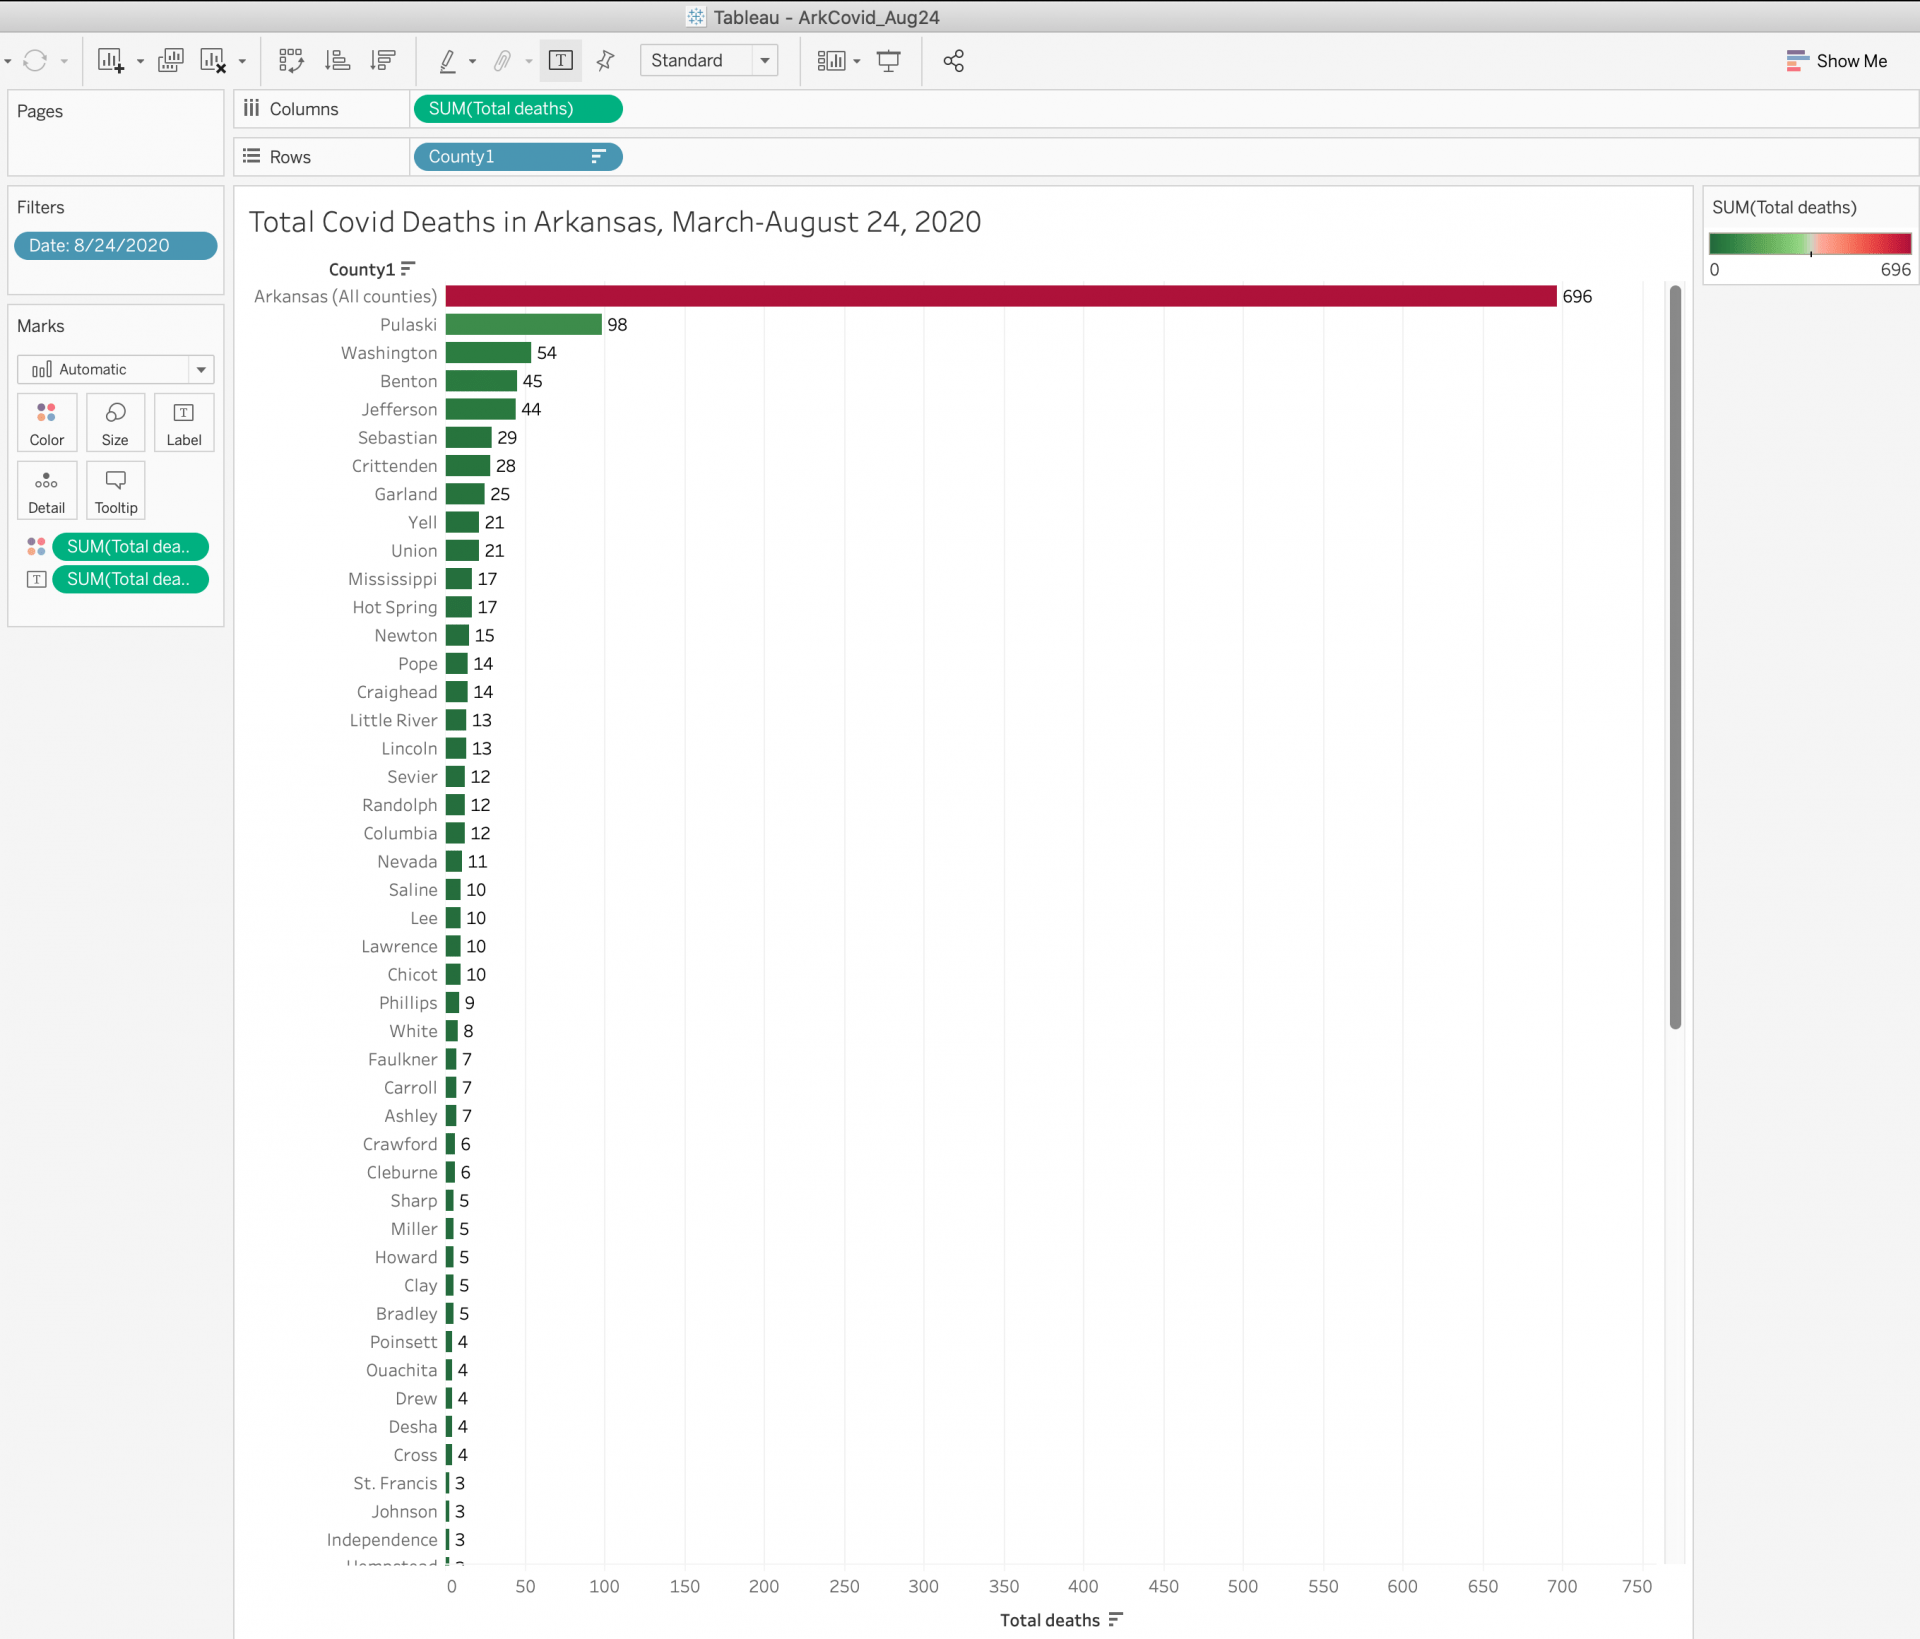 Tableau - ArkCovid_Aug24
Standard
Show Me
Pages
Columns
SUM(Total deaths)
Rows
County1
Filters
Date: 8/24/2020
Marks
Automatic
Color
Size
Label
Detail
Tooltip
SUM(Total dea..
SUM(Total dea..
Total Covid Deaths in Arkansas, March-August 24, 2020
County1
Arkansas (All counties) 696
Pulaski 98
Washington 54
Benton 45
Jefferson 44
Sebastian 29
Crittenden 28
Garland 25
Yell 21
Union 21
Mississippi 17
Hot Spring 17
Newton 15
Pope 14
Craighead 14
Little River 13
Lincoln 13
Sevier 12
Randolph 12
Columbia 12
Nevada 11
Saline 10
Lee 10
Lawrence 10
Chicot 10
Phillips 9
White 8
Faulkner 7
Carroll 7
Ashley 7
Crawford 6
Cleburne 6
Sharp 5
Miller 5
Howard 5
Clay 5
Bradley 5
Poinsett 4
Ouachita 4
Drew 4
Desha 4
Cross 4
St. Francis 3
Johnson 3
Independence 3
0 50 100 150 200 250 300 350 400 450 500 550 600 650 700 750
Total deaths
SUM(Total deaths)
0 696